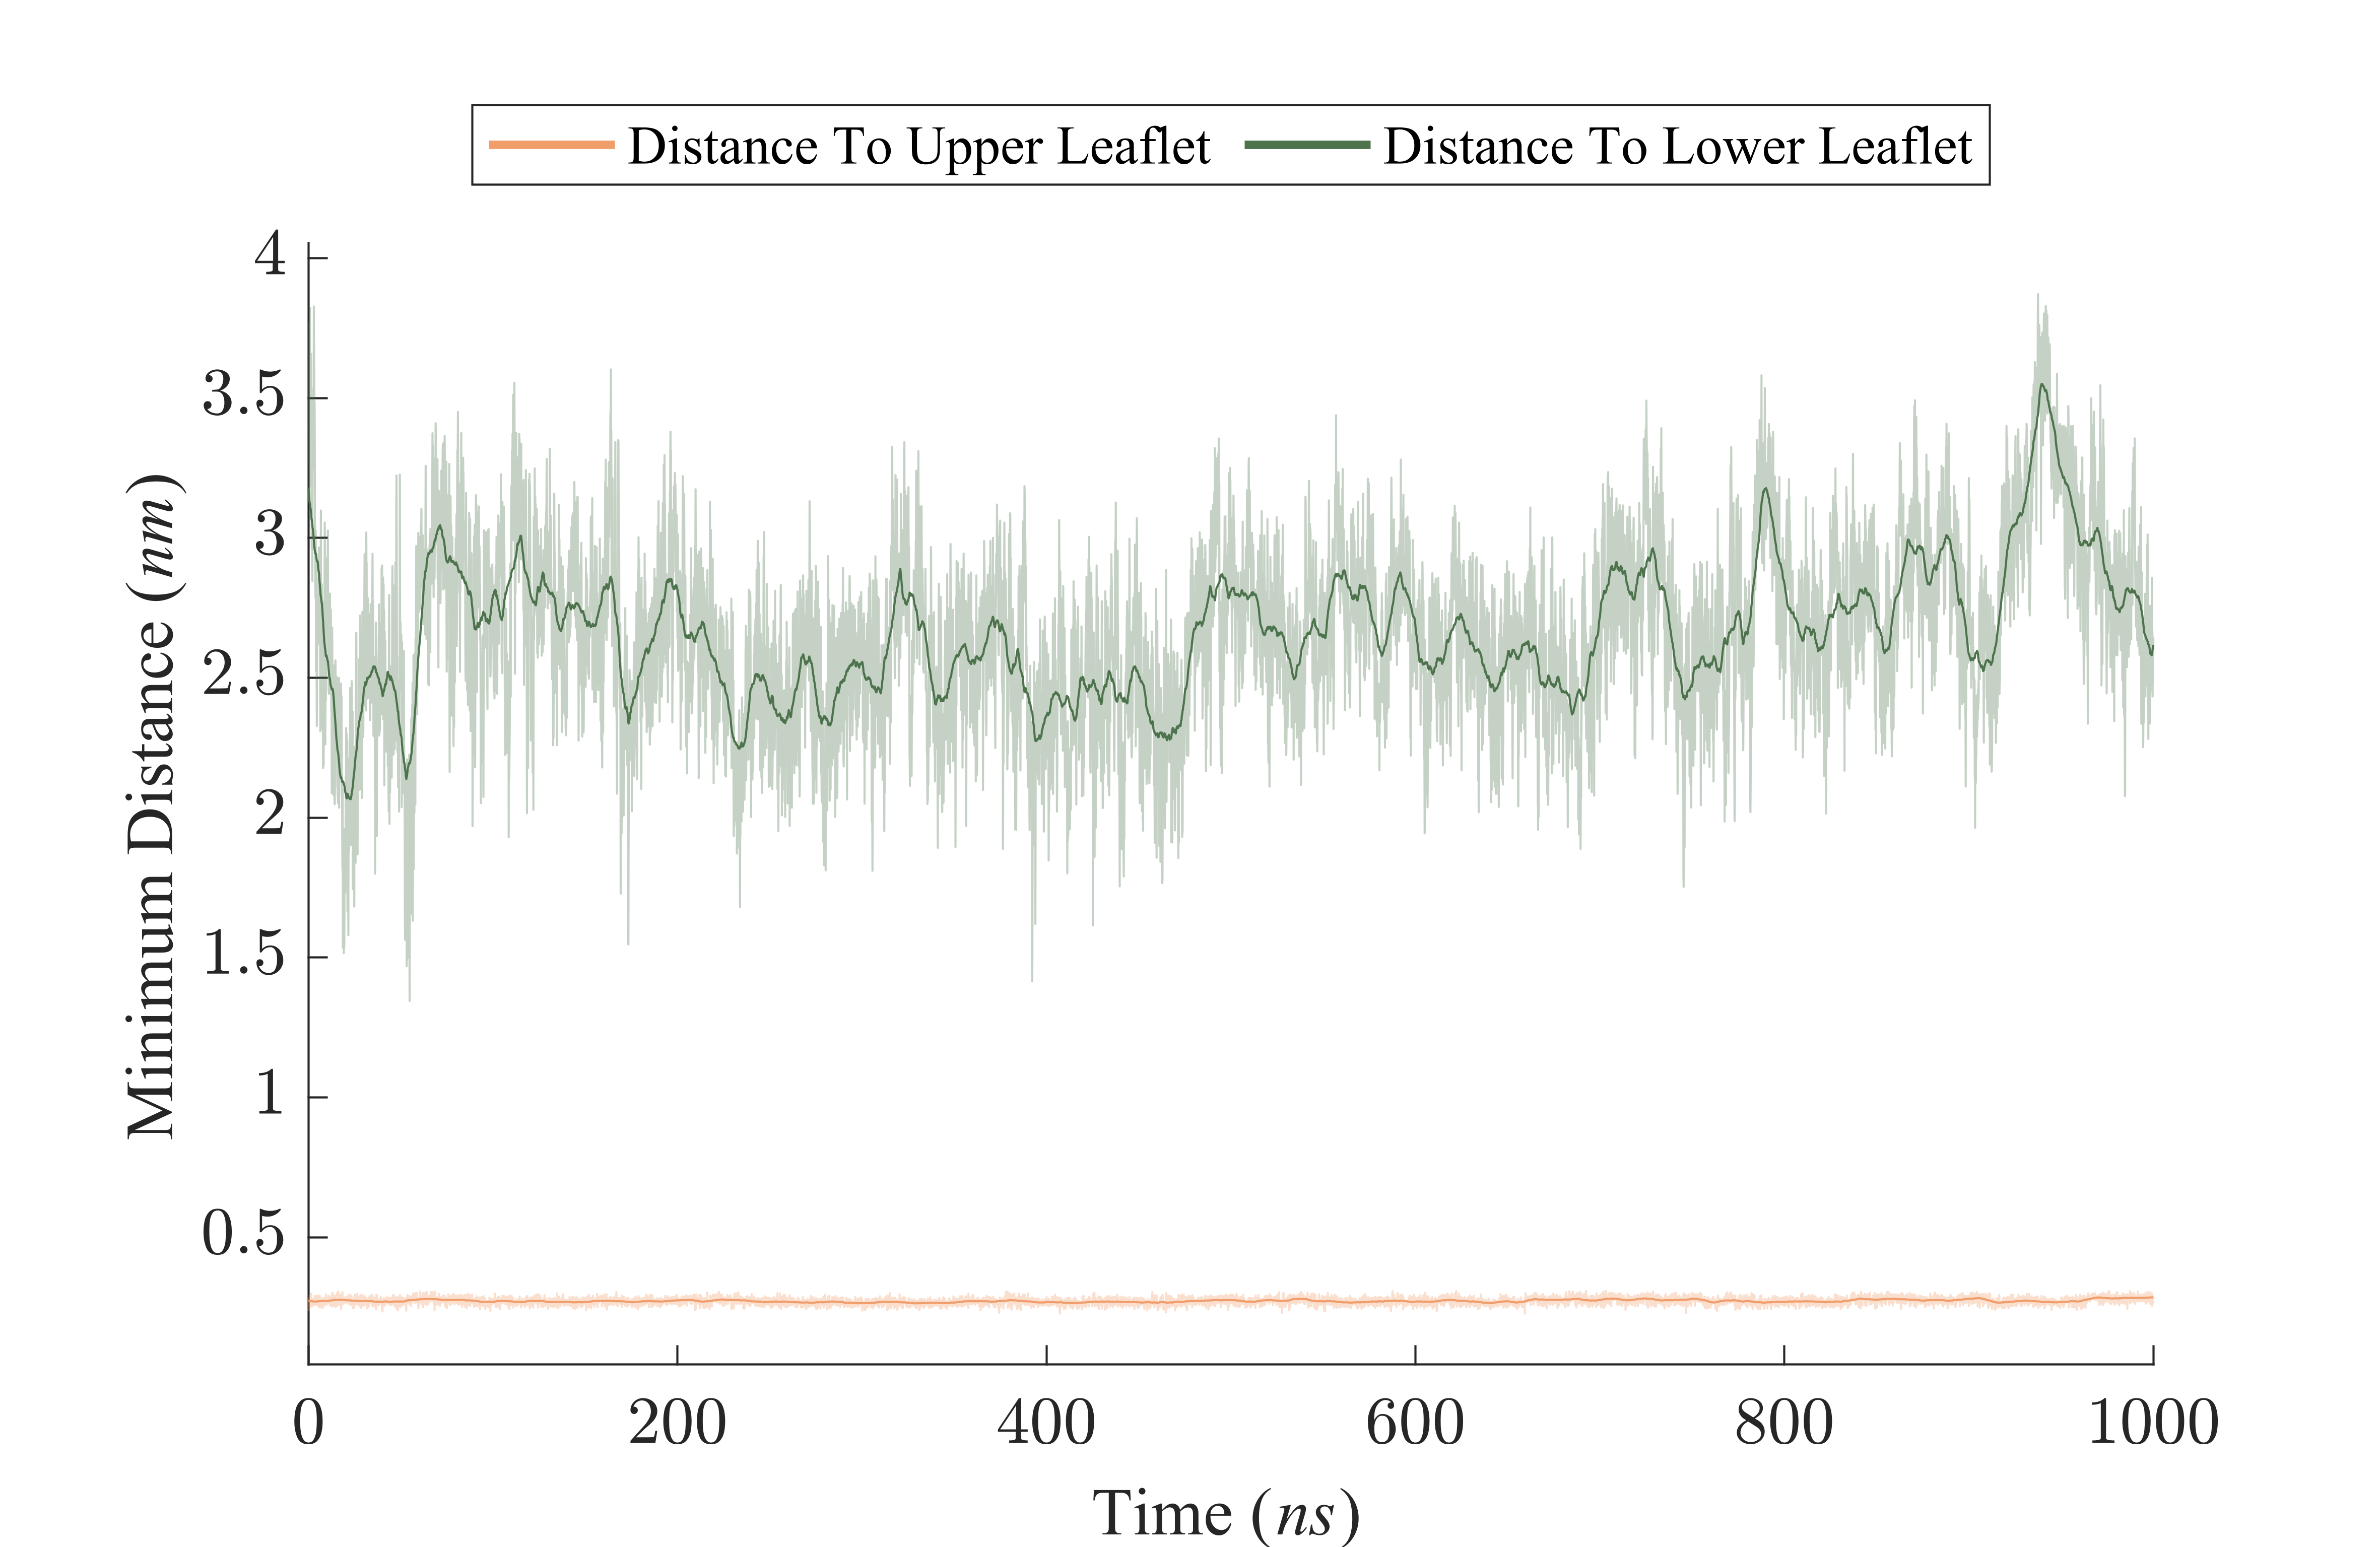 Distance To Upper Leaflet Distance To Lower Leaflet
4
3.5
3
2.5
2
1.5
1
0.5
Minimum Distance (nm)
0 200 400 600 800 1000
Time (ns)